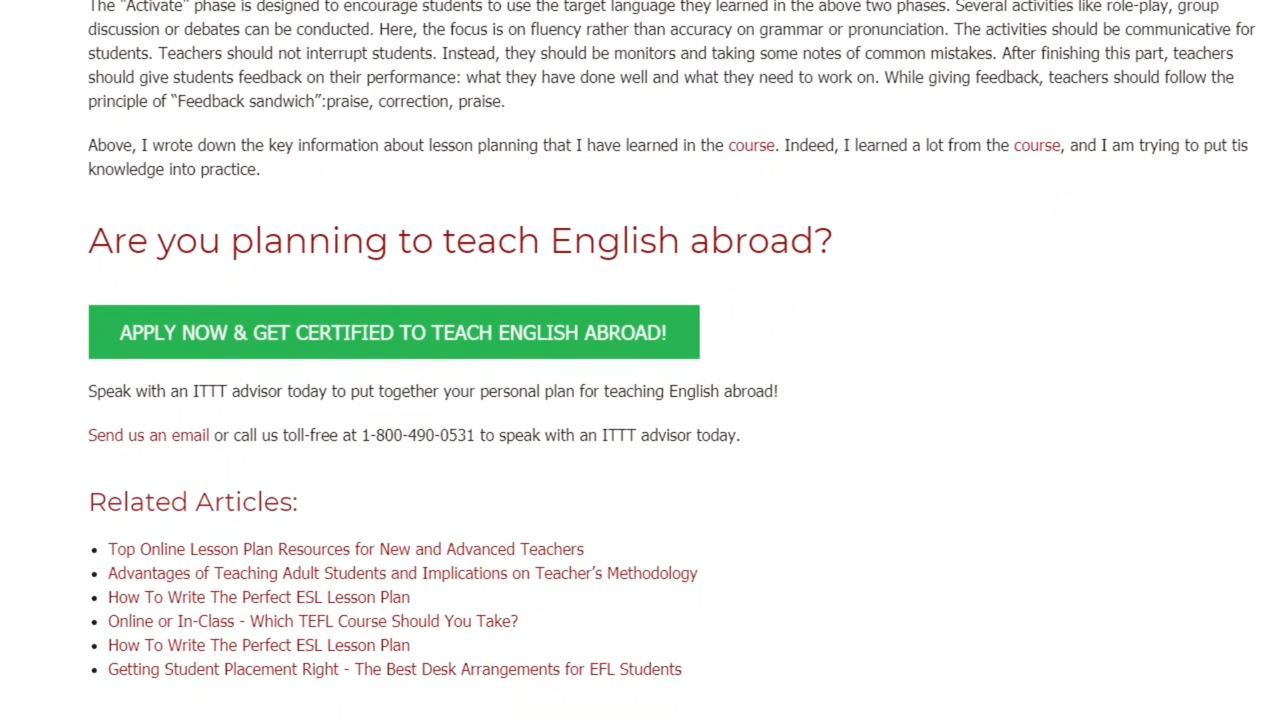 The “Activate” phase is designed to encourage students to use the target language they learned in the above two phases. Several activities like role-play, group
discussion or debates can be conducted. Here, the focus is on fluency rather than accuracy on grammar or pronunciation. The activities should be communicative for
students. Teachers should not interrupt students. Instead, they should be monitors and taking some notes of common mistakes. After finishing this part, teachers
should give students feedback on their performance: what they have done well and what they need to work on. While giving feedback, teachers should follow the
principle of “Feedback sandwich”:praise, correction, praise.
Above, I wrote down the key information about lesson planning that I have learned in the course. Indeed, I learned a lot from the course, and I am trying to put tis
knowledge into practice.
Are you planning to teach English abroad?
APPLY NOW & GET CERTIFIED TO TEACH ENGLISH ABROAD!
Speak with an ITTT advisor today to put together your personal plan for teaching English abroad!
Send us an email or call us toll-free at 1-800-490-0531 to speak with an ITTT advisor today.
Related Articles:
• Top Online Lesson Plan Resources for New and Advanced Teachers
• Advantages of Teaching Adult Students and Implications on Teacher’s Methodology
• How To Write The Perfect ESL Lesson Plan
• Online or In-Class - Which TEFL Course Should You Take?
• How To Write The Perfect ESL Lesson Plan
• Getting Student Placement Right - The Best Desk Arrangements for EFL Students